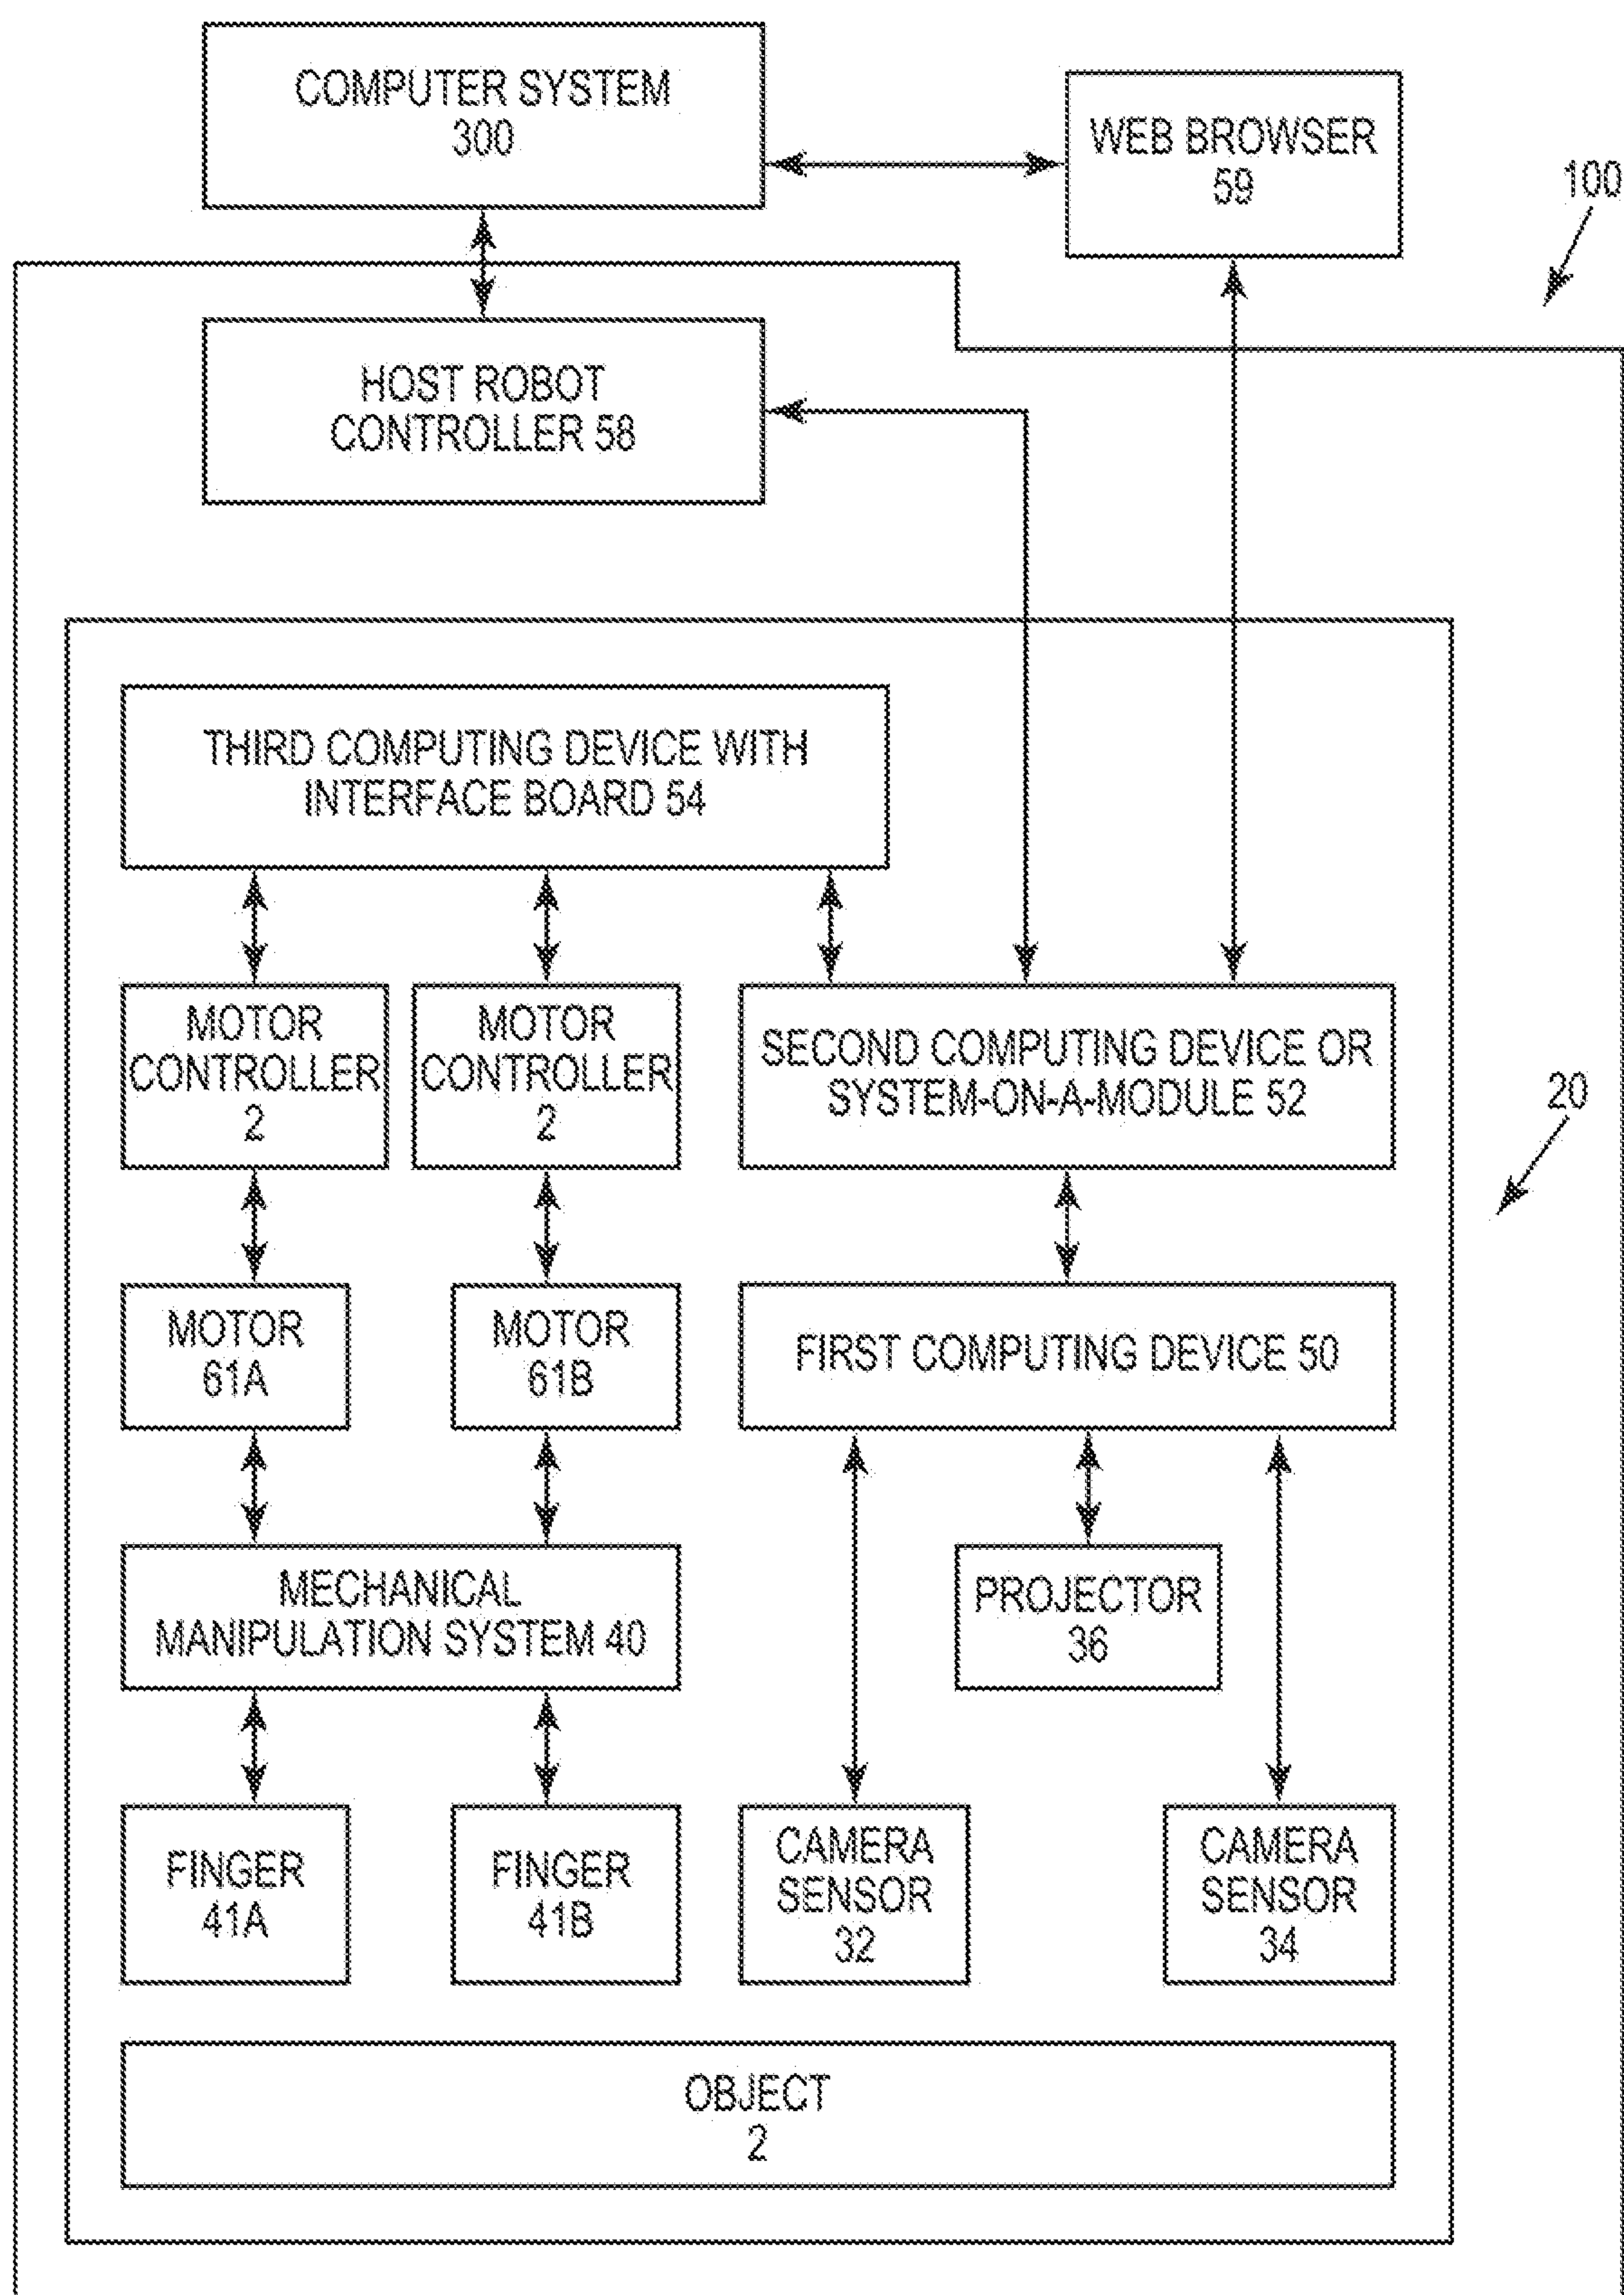 COMPUTER SYSTEM
300
WEB BROWSER
59
100
HOST ROBOT
CONTROLLER 58
THIRD COMPUTING DEVICE WITH
INTERFACE BOARD 54
MOTOR
CONTROLLER
2
MOTOR
CONTROLLER
2
SECOND COMPUTING DEVICE OR
SYSTEM-ON-A-MODULE 52
20
MOTOR
61A
MOTOR
61B
FIRST COMPUTING DEVICE 50
MECHANICAL
MANIPULATION SYSTEM 40
PROJECTOR
36
FINGER
41A
FINGER
41B
CAMERA
SENSOR
32
CAMERA
SENSOR
34
OBJECT
2